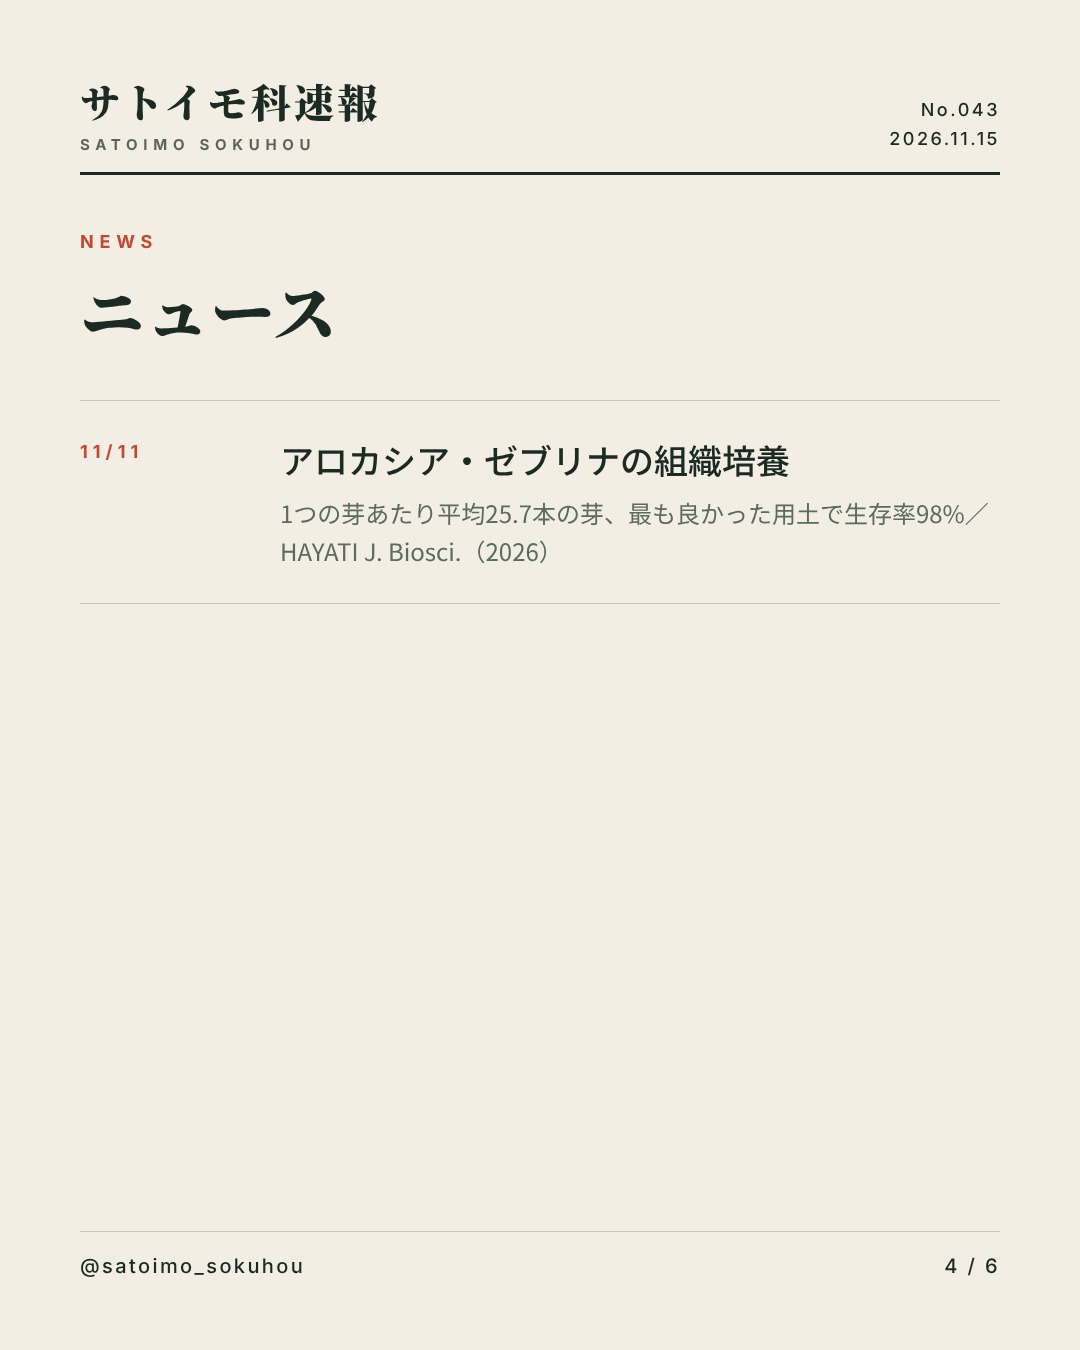 サトイモ科速報
SATOIMO SOKUHOU
No.043
2026.11.15
NEWS
ニュース
11/11
アロカシア・ゼブリナの組織培養
1つの芽あたり平均25.7本の芽、最も良かった用土で生存率98%／
HAYATI J. Biosci.（2026）
@satoimo_sokuhou
4 / 6